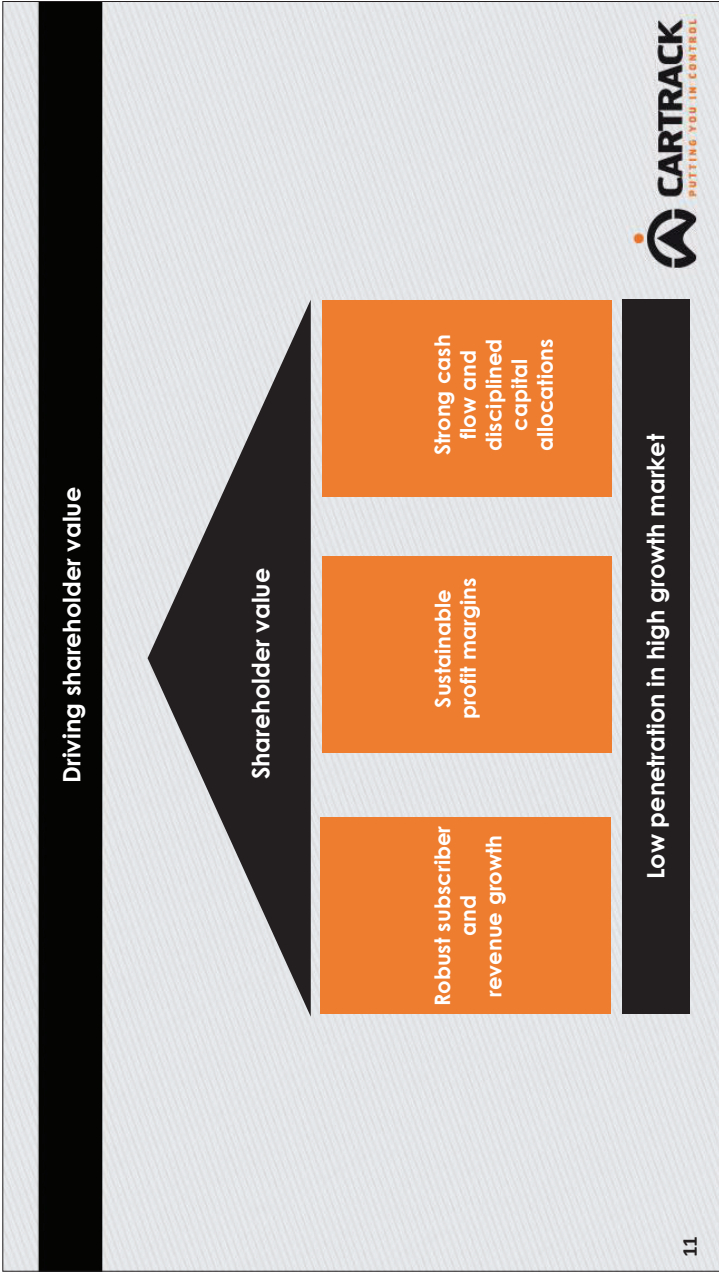 Driving shareholder value
Shareholder value
Robust subscriber
and
revenue growth
Sustainable
profit margins
Strong cash
flow and
disciplined
capital
allocations
Low penetration in high growth market
11
CARTRACK
PUTTING YOU IN CONTROL